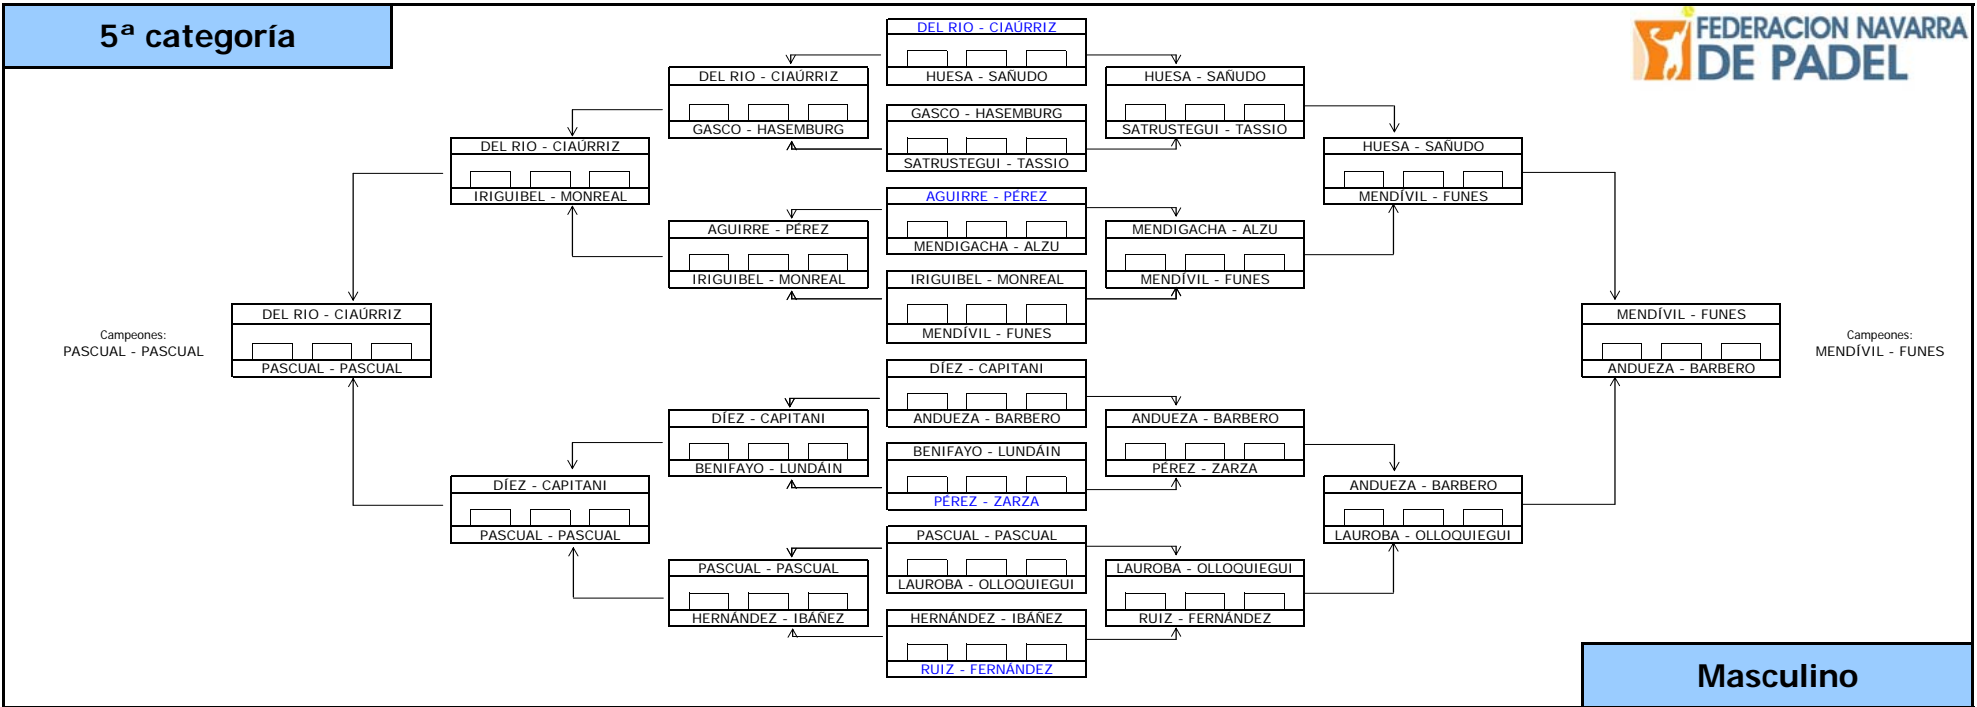 5ª categoría
FEDERACION NAVARRA
DE PADEL
DEL RIO - CIAÚRRIZ
HUESA - SAÑUDO
GASCO - HASEMBURG
SATRUSTEGUI - TASSIO
AGUIRRE - PÉREZ
MENDIGACHA - ALZU
IRIGUIBEL - MONREAL
MENDÍVIL - FUNES
DÍEZ - CAPITANI
ANDUEZA - BARBERO
BENIFAYO - LUNDÁIN
PÉREZ - ZARZA
PASCUAL - PASCUAL
LAUROBA - OLLOQUIEGUI
HERNÁNDEZ - IBÁÑEZ
RUIZ - FERNÁNDEZ
DEL RIO - CIAÚRRIZ
GASCO - HASEMBURG
AGUIRRE - PÉREZ
IRIGUIBEL - MONREAL
DÍEZ - CAPITANI
BENIFAYO - LUNDÁIN
PASCUAL - PASCUAL
HERNÁNDEZ - IBÁÑEZ
DEL RIO - CIAÚRRIZ
IRIGUIBEL - MONREAL
DÍEZ - CAPITANI
PASCUAL - PASCUAL
DEL RIO - CIAÚRRIZ
PASCUAL - PASCUAL
Campeones:
PASCUAL - PASCUAL
HUESA - SAÑUDO
SATRUSTEGUI - TASSIO
MENDIGACHA - ALZU
MENDÍVIL - FUNES
ANDUEZA - BARBERO
PÉREZ - ZARZA
LAUROBA - OLLOQUIEGUI
RUIZ - FERNÁNDEZ
HUESA - SAÑUDO
MENDÍVIL - FUNES
ANDUEZA - BARBERO
LAUROBA - OLLOQUIEGUI
MENDÍVIL - FUNES
ANDUEZA - BARBERO
Campeones:
MENDÍVIL - FUNES
Masculino